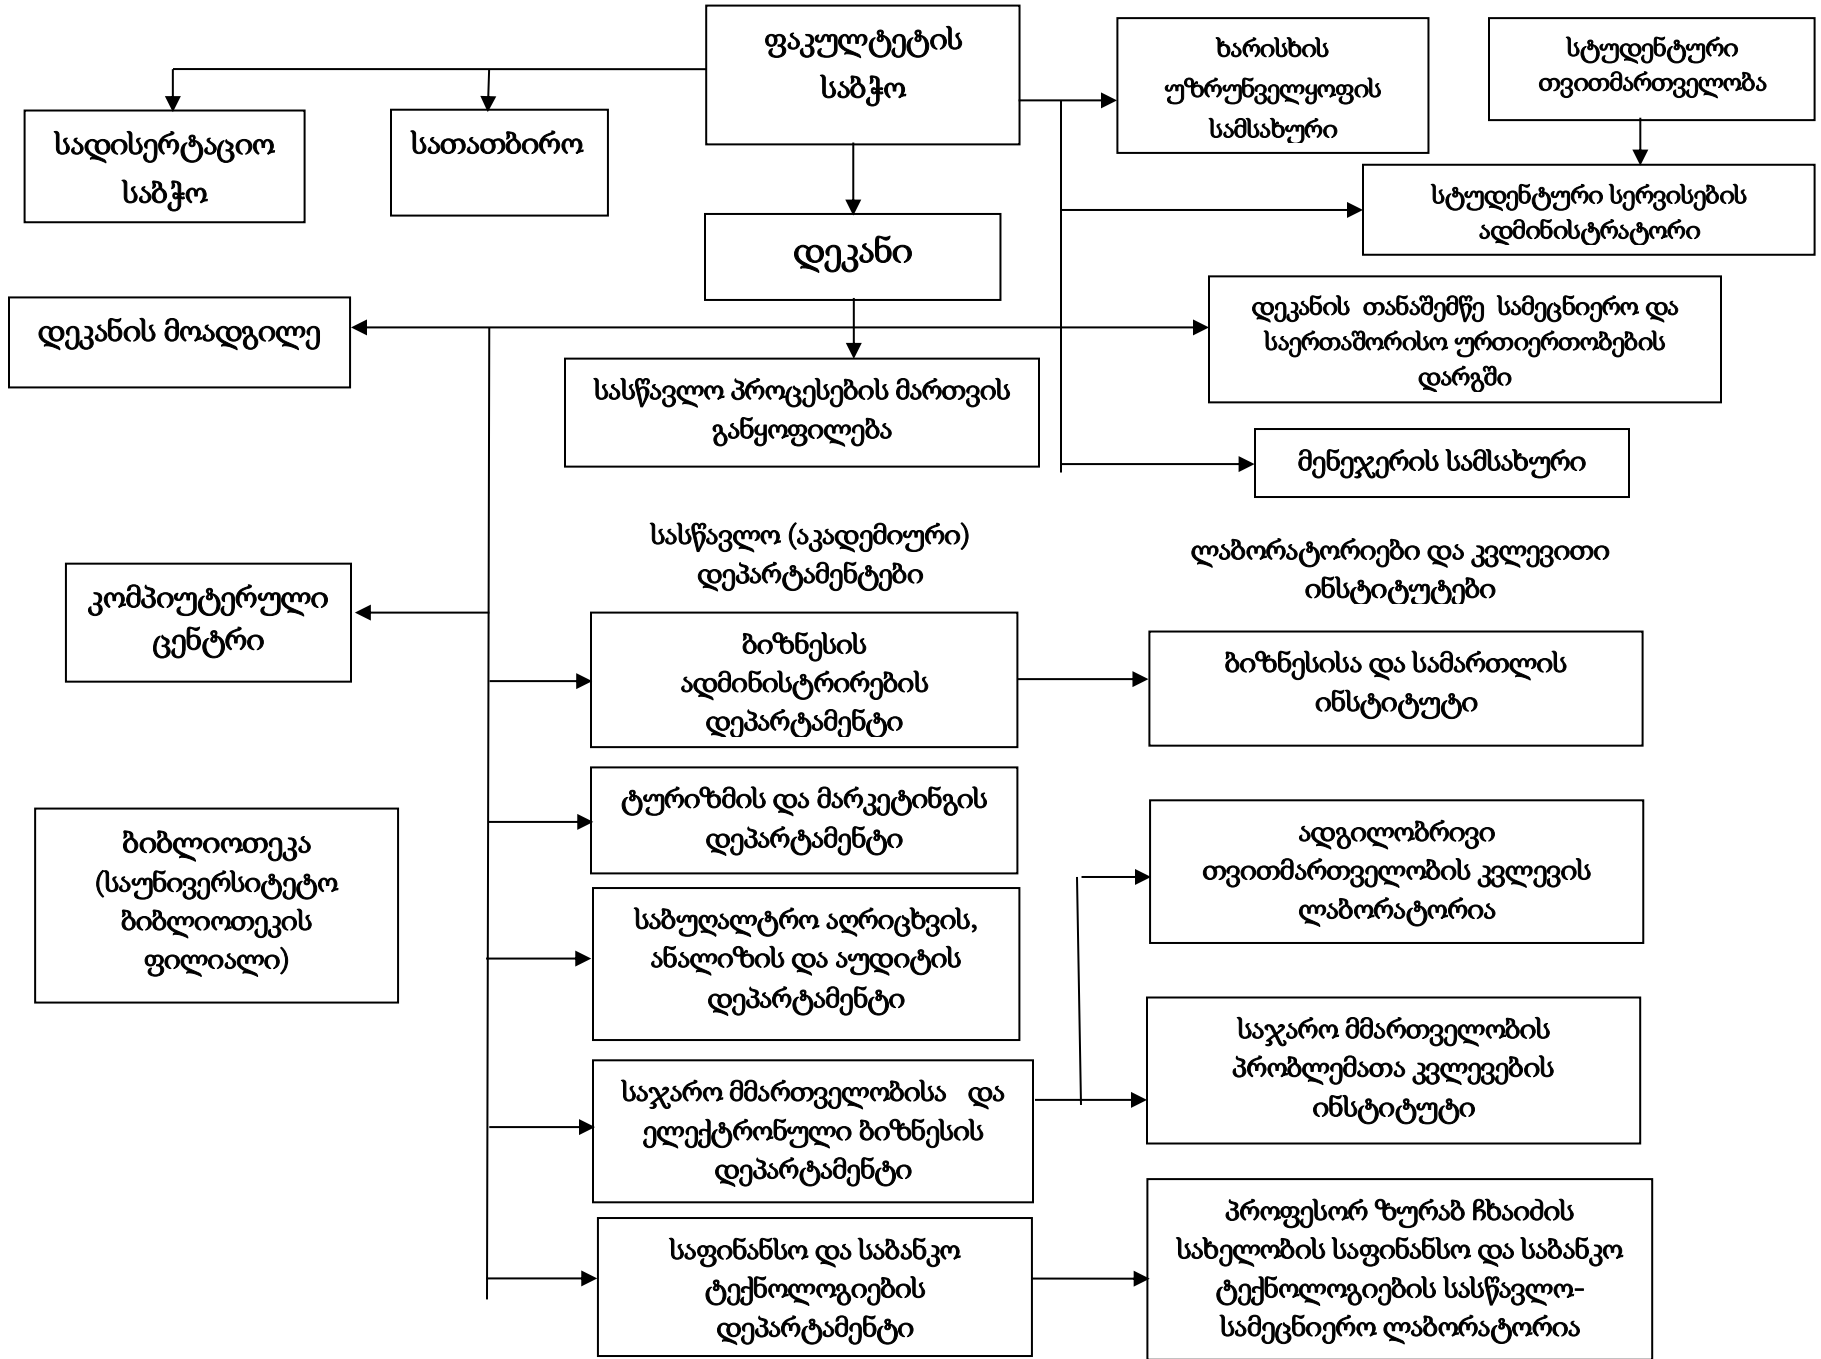 ფაკულტეტის
საბჭო
ხარისხის
უზრუნველყოფის
სამსახური
სტუდენტური
თვითმართველობა
სადისერტაციო
საბჭო
სათათბირო
სტუდენტური სერვისების
ადმინისტრატორი
დეკანი
დეკანის მოადგილე
დეკანის თანაშემწე სამეცნიერო და
საერთაშორისო ურთიერთობების
დარგში
სასწავლო პროცესების მართვის
განყოფილება
მენეჯერის სამსახური
სასწავლო (აკადემიური)
დეპარტამენტები
ლაბორატორიები და კვლევითი
ინსტიტუტები
კომპიუტერული
ცენტრი
ბიზნესის
ადმინისტრირების
დეპარტამენტი
ბიზნესისა და სამართლის
ინსტიტუტი
ტურიზმის და მარკეტინგის
დეპარტამენტი
ბიბლიოთეკა
(საუნივერსიტეტო
ბიბლიოთეკის
ფილიალი)
ადგილობრივი
თვითმართველობის კვლევის
ლაბორატორია
საბუღალტრო აღრიცხვის,
ანალიზის და აუდიტის
დეპარტამენტი
საჯარო მმართველობის
პრობლემათა კვლევების
ინსტიტუტი
საჯარო მმართველობისა და
ელექტრონული ბიზნესის
დეპარტამენტი
პროფესორ ზურაბ ჩხაიძის
სახელობის საფინანსო და საბანკო
ტექნოლოგიების სასწავლო-
სამეცნიერო ლაბორატორია
საფინანსო და საბანკო
ტექნოლოგიების
დეპარტამენტი